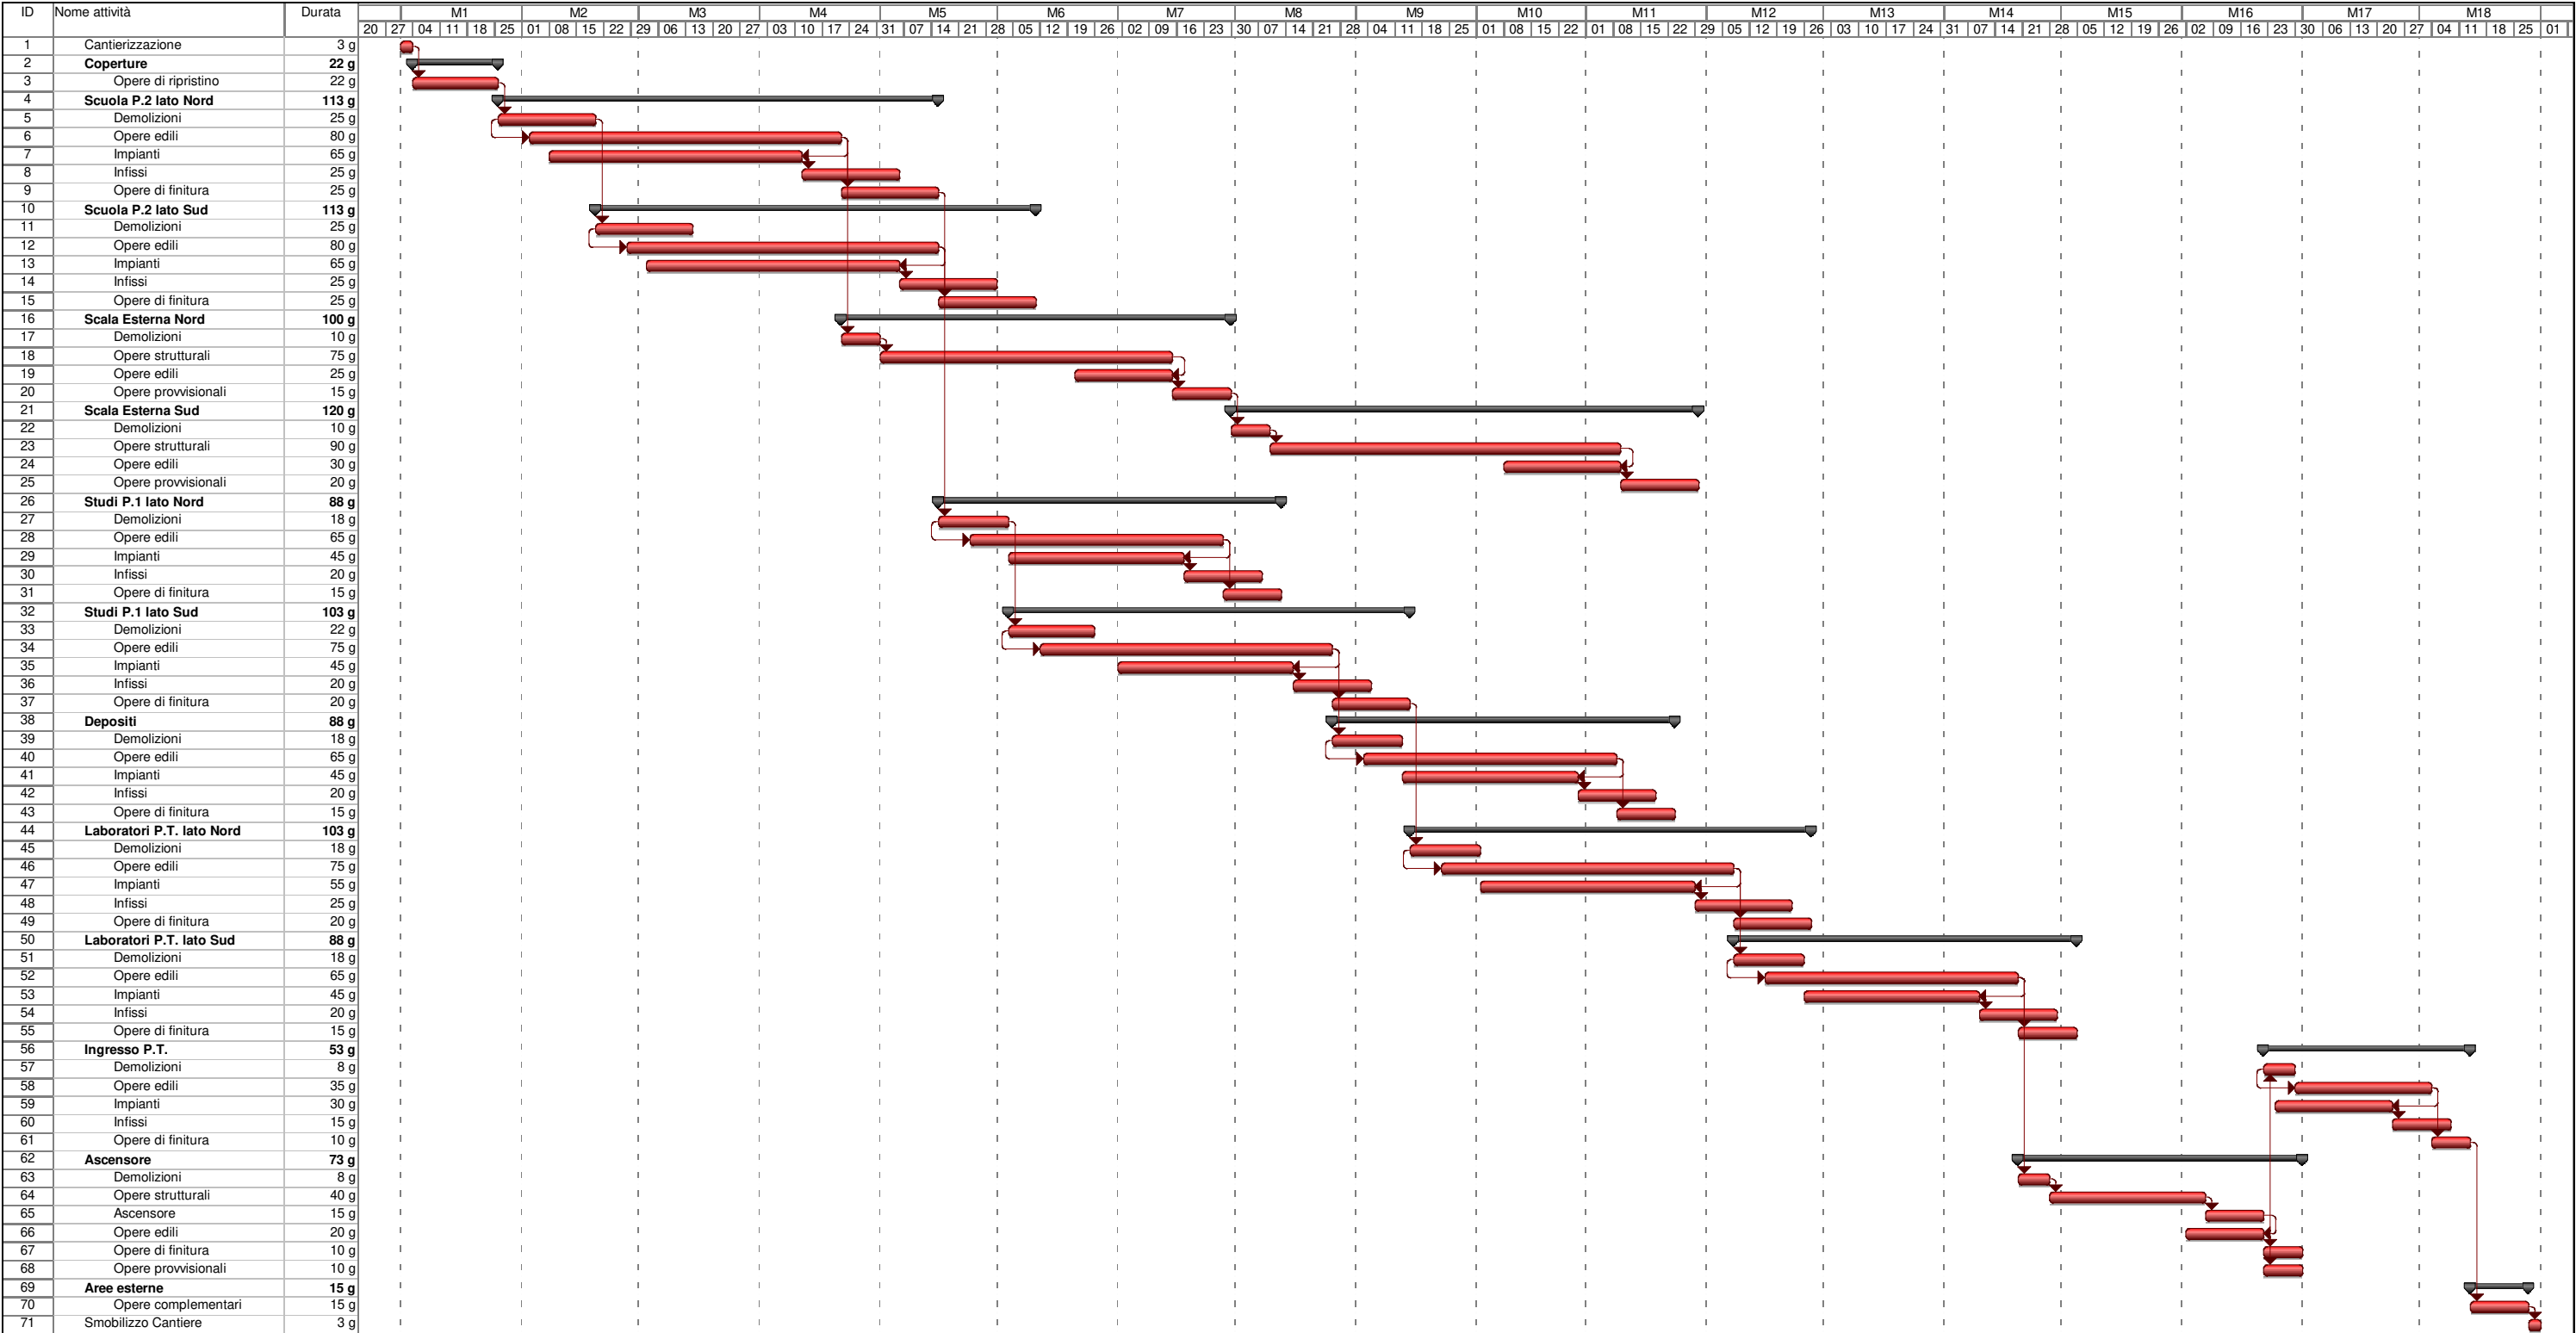 ID Nome attività Durata M1 M2 M3 M4 M5 M6 M7 M8 M9 M10 M11 M12 M13 M14 M15 M16 M17 M18
20 27 04 11 18 25 01 08 15 22 29 06 13 20 27 03 10 17 24 31 07 14 21 28 05 12 19 26 02 09 16 23 30 07 14 21 28 04 11 18 25 01 08 15 22 01 08 15 22 29 05 12 19 26 03 10 17 24 31 07 14 21 28 05 12 19 26 02 09 16 23 30 06 13 20 27 04 11 18 25 01
1 Cantierizzazione 3 g
2 Coperture 22 g
3 Opere di ripristino 22 g
4 Scuola P.2 lato Nord 113 g
5 Demolizioni 25 g
6 Opere edili 80 g
7 Impianti 65 g
8 Infissi 25 g
9 Opere di finitura 25 g
10 Scuola P.2 lato Sud 113 g
11 Demolizioni 25 g
12 Opere edili 80 g
13 Impianti 65 g
14 Infissi 25 g
15 Opere di finitura 25 g
16 Scala Esterna Nord 100 g
17 Demolizioni 10 g
18 Opere strutturali 75 g
19 Opere edili 25 g
20 Opere provvisionali 15 g
21 Scala Esterna Sud 120 g
22 Demolizioni 10 g
23 Opere strutturali 90 g
24 Opere edili 30 g
25 Opere provvisionali 20 g
26 Studi P.1 lato Nord 88 g
27 Demolizioni 18 g
28 Opere edili 65 g
29 Impianti 45 g
30 Infissi 20 g
31 Opere di finitura 15 g
32 Studi P.1 lato Sud 103 g
33 Demolizioni 22 g
34 Opere edili 75 g
35 Impianti 45 g
36 Infissi 20 g
37 Opere di finitura 20 g
38 Depositi 88 g
39 Demolizioni 18 g
40 Opere edili 65 g
41 Impianti 45 g
42 Infissi 20 g
43 Opere di finitura 15 g
44 Laboratori P.T. lato Nord 103 g
45 Demolizioni 18 g
46 Opere edili 75 g
47 Impianti 55 g
48 Infissi 25 g
49 Opere di finitura 20 g
50 Laboratori P.T. lato Sud 88 g
51 Demolizioni 18 g
52 Opere edili 65 g
53 Impianti 45 g
54 Infissi 20 g
55 Opere di finitura 15 g
56 Ingresso P.T. 53 g
57 Demolizioni 8 g
58 Opere edili 35 g
59 Impianti 30 g
60 Infissi 15 g
61 Opere di finitura 10 g
62 Ascensore 73 g
63 Demolizioni 8 g
64 Opere strutturali 40 g
65 Ascensore 15 g
66 Opere edili 20 g
67 Opere di finitura 10 g
68 Opere provvisionali 10 g
69 Aree esterne 15 g
70 Opere complementari 15 g
71 Smobilizzo Cantiere 3 g